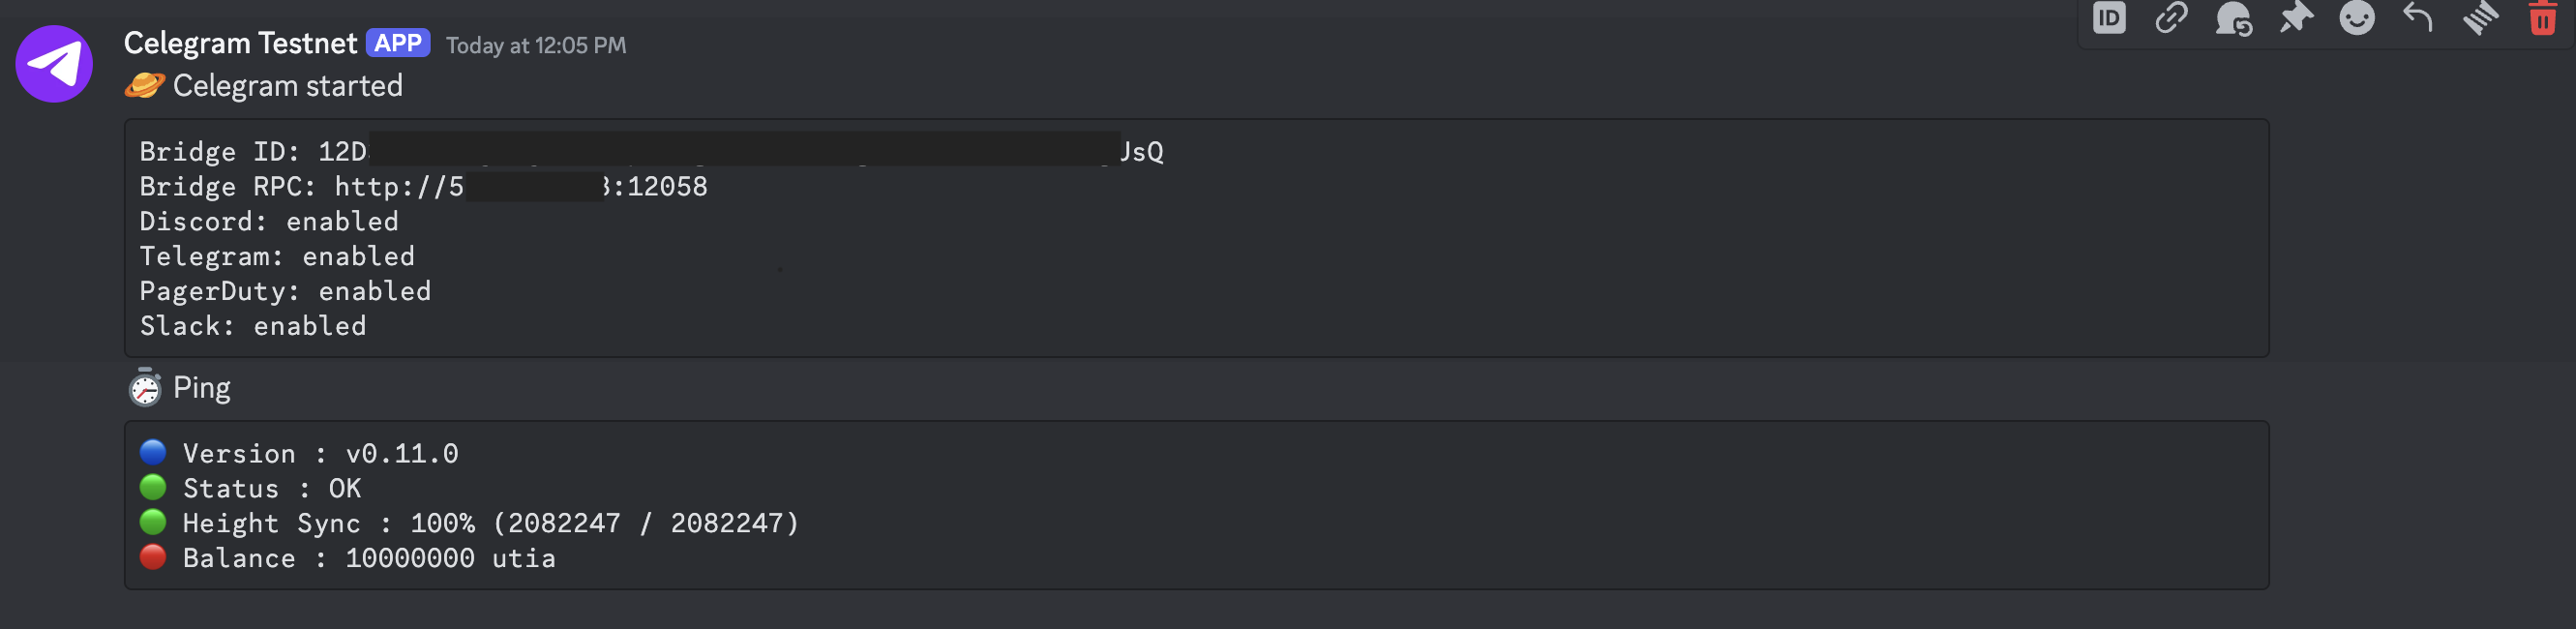 Celegram Testnet APP Today at 12:05 PM
ID
🪐 Celegram started
Bridge ID: 12D JsQ
Bridge RPC: http://5 :12058
Discord: enabled
Telegram: enabled
PagerDuty: enabled
Slack: enabled
⏱️ Ping
🔵 Version : v0.11.0
🟢 Status : OK
🟢 Height Sync : 100% (2082247 / 2082247)
🔴 Balance : 10000000 utia